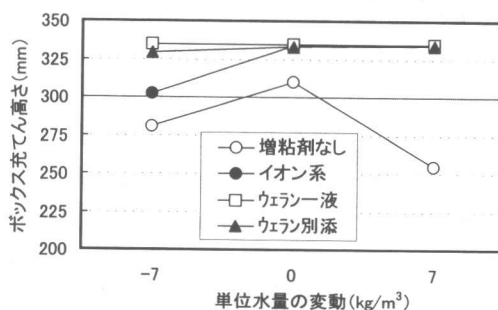 ボックス充てん高さ(mm)
350
325
300
275
250
225
200
増粘剤なし
イオン系
ウェラン一液
ウェラン別添
-7
0
7
単位水量の変動(kg/m³)